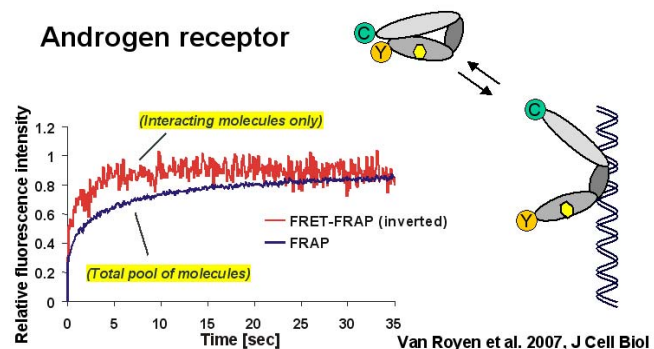 Androgen receptor
C
Y
C
Y
(Interacting molecules only)
Relative fluorescence intensity
1.2
1
0.8
0.6
0.4
0.2
0
FRET-FRAP (inverted)
FRAP
(Total pool of molecules)
0 5 10 15 20 25 30 35
Time [sec]
Van Royen et al. 2007, J Cell Biol